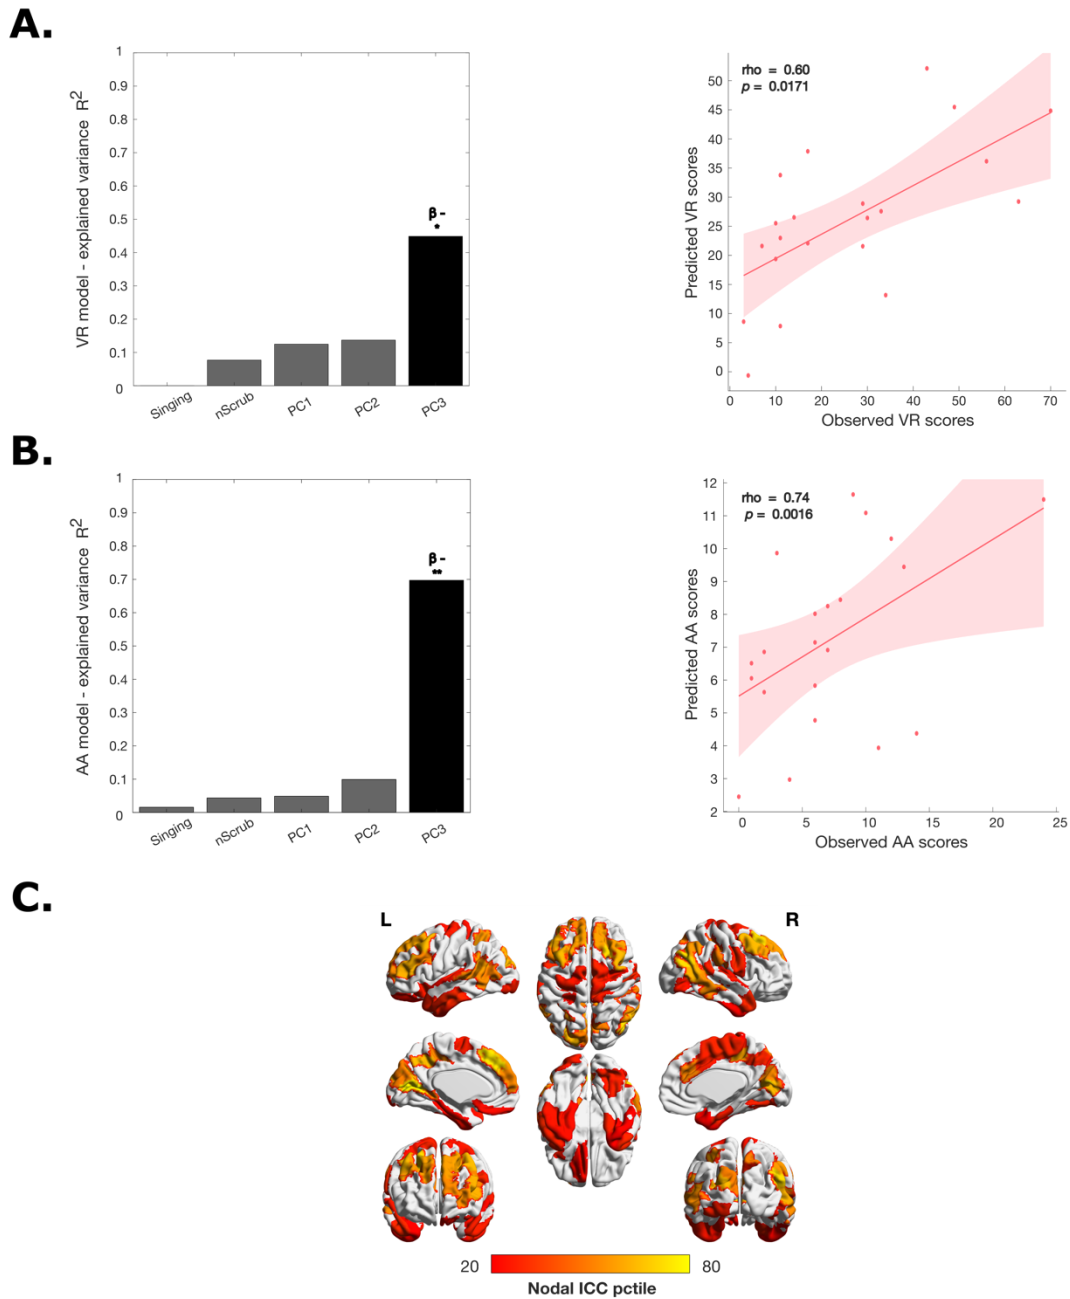 A.
VR model - explained variance R²
1
0.9
0.8
0.7
0.6
0.5
0.4
0.3
0.2
0.1
0
β -
*
Singing
nScrub
PC1
PC2
PC3
rho = 0.60
p = 0.0171
Predicted VR scores
50
45
40
35
30
25
20
15
10
5
0
0 10 20 30 40 50 60 70
Observed VR scores
B.
AA model - explained variance R²
1
0.9
0.8
0.7
0.6
0.5
0.4
0.3
0.2
0.1
0
β -
**
Singing
nScrub
PC1
PC2
PC3
rho = 0.74
p = 0.0016
Predicted AA scores
12
11
10
9
8
7
6
5
4
3
2
0 5 10 15 20 25
Observed AA scores
C.
L
R
20
80
Nodal ICC pctile